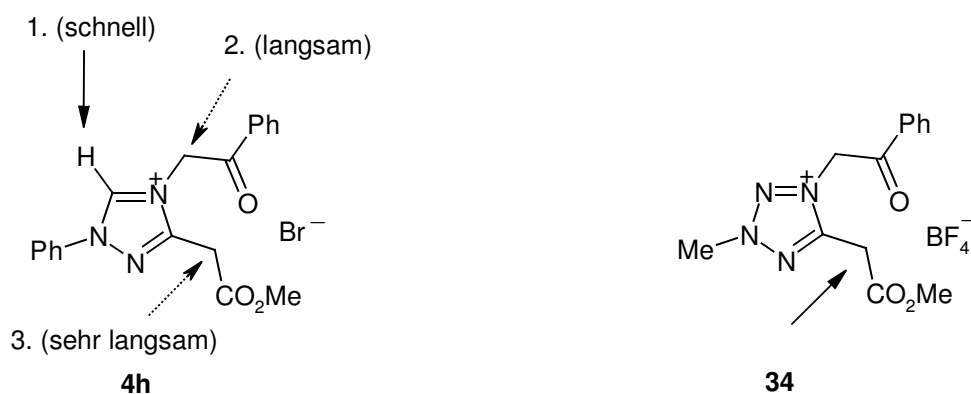 1. (schnell)
2. (langsam)
Ph
H
+
N
O
Br −
Ph
N
N
CO2Me
3. (sehr langsam)
4h
Ph
+
N
N
O
BF4 −
Me
N
N
CO2Me
34